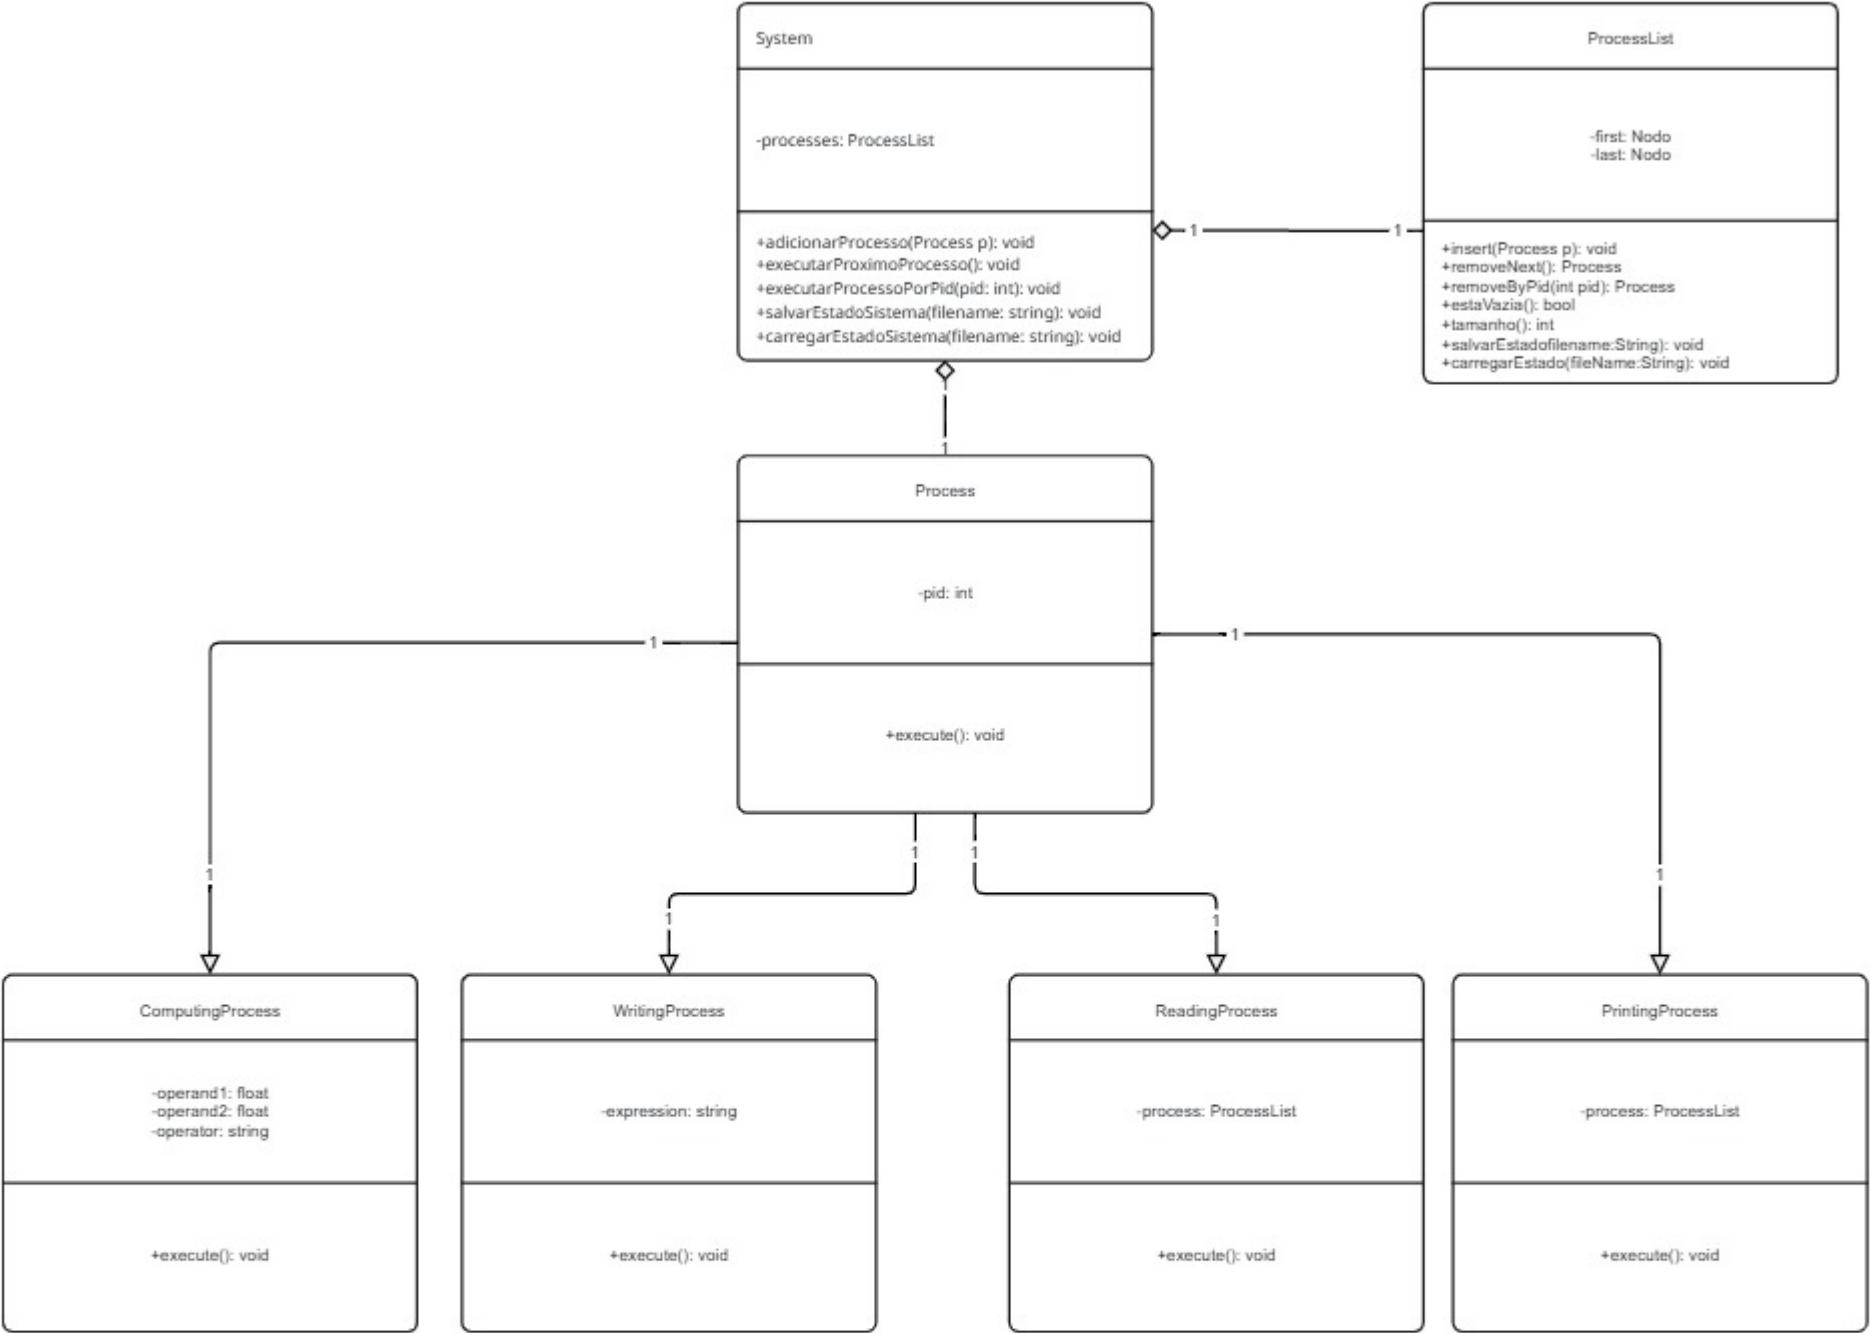 System
-processes: ProcessList
+adicionarProcesso(Process p): void
+executarProximoProcesso(): void
+executarProcessoPorPid(pid: int): void
+salvarEstadoSistema(filename: string): void
+carregarEstadoSistema(filename: string): void
1
1
ProcessList
-first: Nodo
-last: Nodo
+insert(Process p): void
+removeNext(): Process
+removeByPid(int pid): Process
+estaVazia(): bool
+tamanho(): int
+salvarEstadofilename:String): void
+carregarEstado(fileName:String): void
1
Process
-pid: int
+execute(): void
1
1
1
1
1
1
1
1
ComputingProcess
-operand1: float
-operand2: float
-operator: string
+execute(): void
WritingProcess
-expression: string
+execute(): void
ReadingProcess
-process: ProcessList
+execute(): void
PrintingProcess
-process: ProcessList
+execute(): void